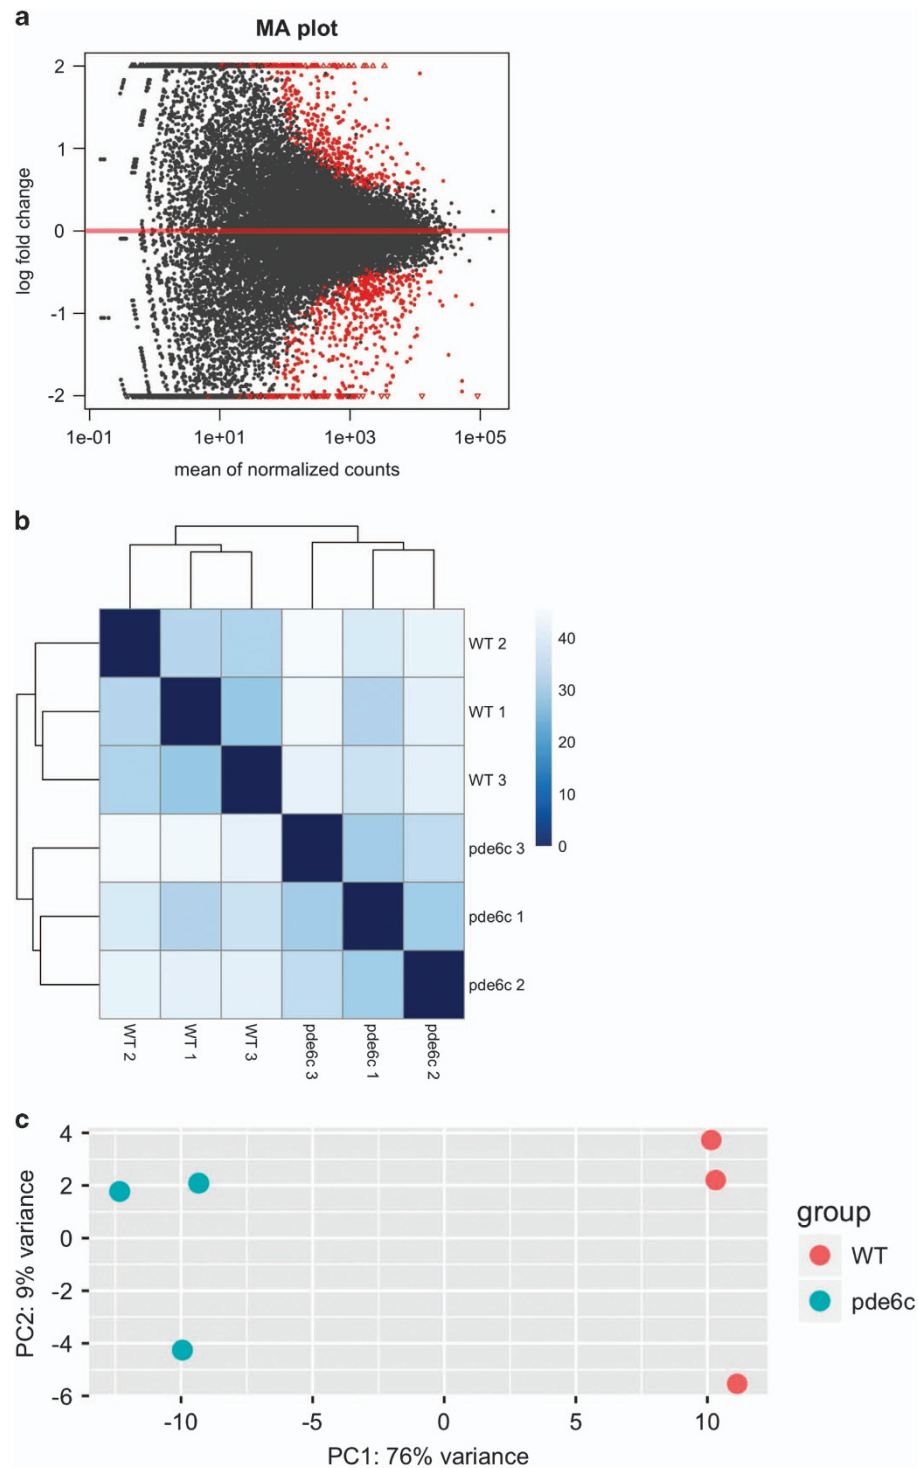 a
MA plot
log fold change
2
1
0
-1
-2
1e-01 1e+01 1e+03 1e+05
mean of normalized counts
b
WT 2
WT 1
WT 3
pde6c 3
pde6c 1
pde6c 2
40
30
20
10
0
WT 2 WT 1 WT 3 pde6c 3 pde6c 1 pde6c 2
c
PC2: 9% variance
4
2
0
-2
-4
-6
-10 -5 0 5 10
PC1: 76% variance
group
WT
pde6c